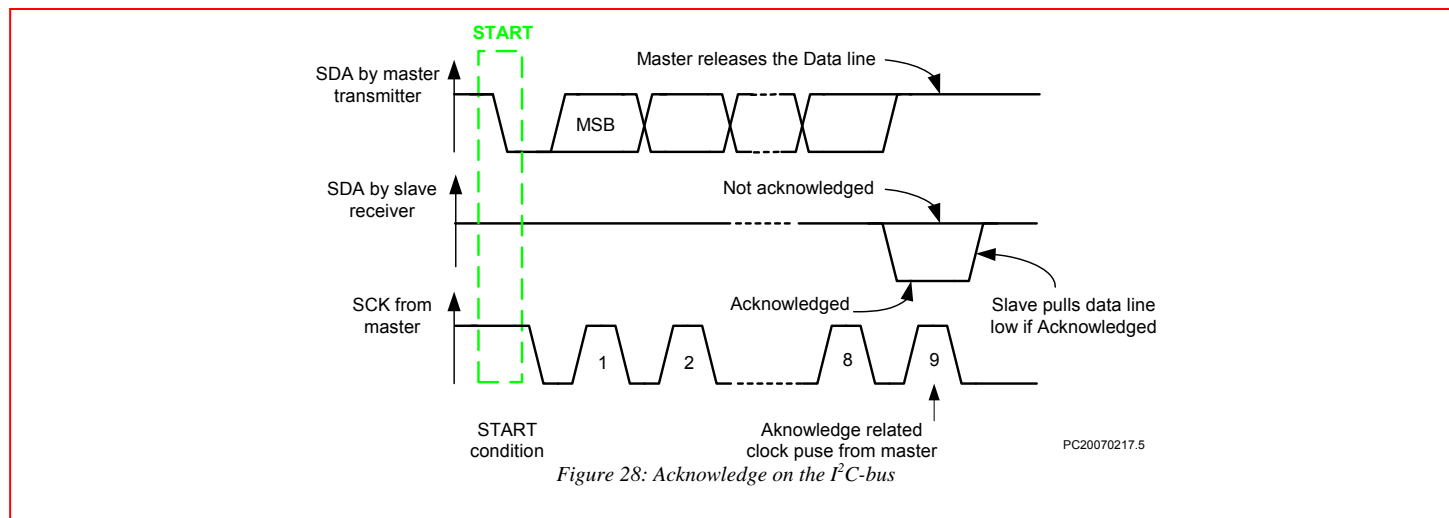 START
Master releases the Data line
SDA by master
transmitter
MSB
SDA by slave
receiver
Not acknowledged
Acknowledged
Slave pulls data line
low if Acknowledged
SCK from
master
1
2
8
9
START
condition
Aknowledge related
clock puse from master
PC20070217.5
Figure 28: Acknowledge on the I²C-bus